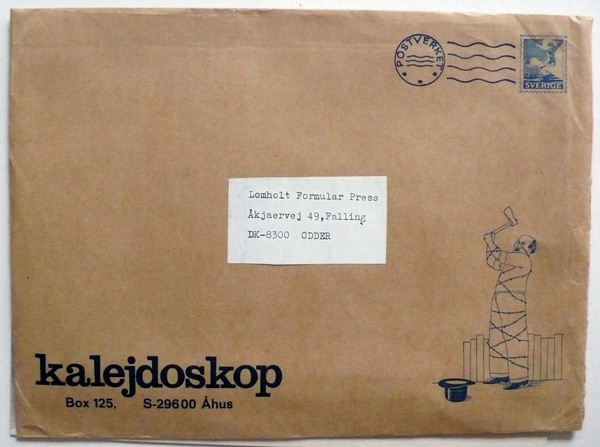 POSTVERKET
SVERIGE
Lomholt Formular Press
Åkjaervej 49,Falling
DK-8300 ODDER
kalejdoskop
Box 125, S-29600 Åhus